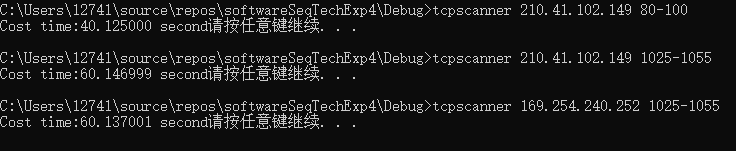 C:\Users\12741\source\repos\softwareSeqTechExp4\Debug>tcpscanner 210.41.102.149 80-100
Cost time:40.125000 second请按任意键继续. . .
C:\Users\12741\source\repos\softwareSeqTechExp4\Debug>tcpscanner 210.41.102.149 1025-1055
Cost time:60.146999 second请按任意键继续. . .
C:\Users\12741\source\repos\softwareSeqTechExp4\Debug>tcpscanner 169.254.240.252 1025-1055
Cost time:60.137001 second请按任意键继续. . .